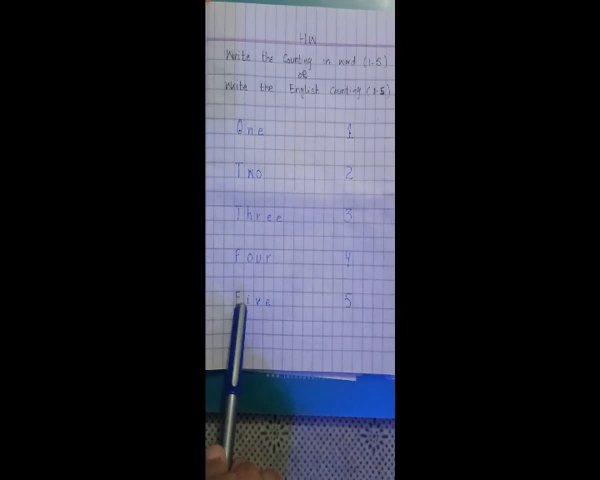 HW
Write the Counting in word (1-5)
OR
Write the English Counting (1-5)
One 1
Two 2
Three 3
Four 4
Five 5